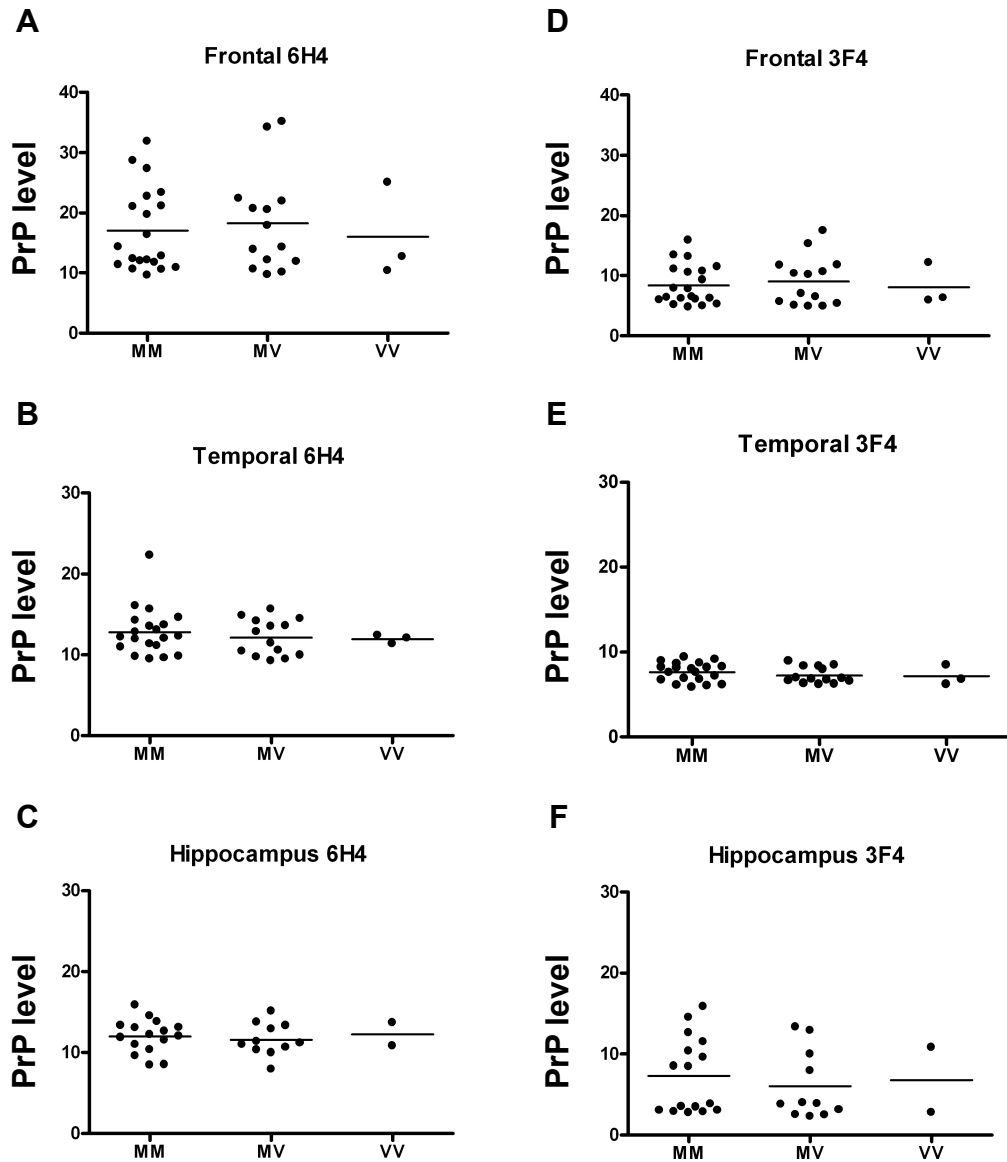 A
Frontal 6H4
PrP level
40
30
20
10
0
MM MV VV
D
Frontal 3F4
PrP level
40
30
20
10
0
MM MV VV
B
Temporal 6H4
PrP level
30
20
10
0
MM MV VV
E
Temporal 3F4
PrP level
30
20
10
0
MM MV VV
C
Hippocampus 6H4
PrP level
30
20
10
0
MM MV VV
F
Hippocampus 3F4
PrP level
30
20
10
0
MM MV VV